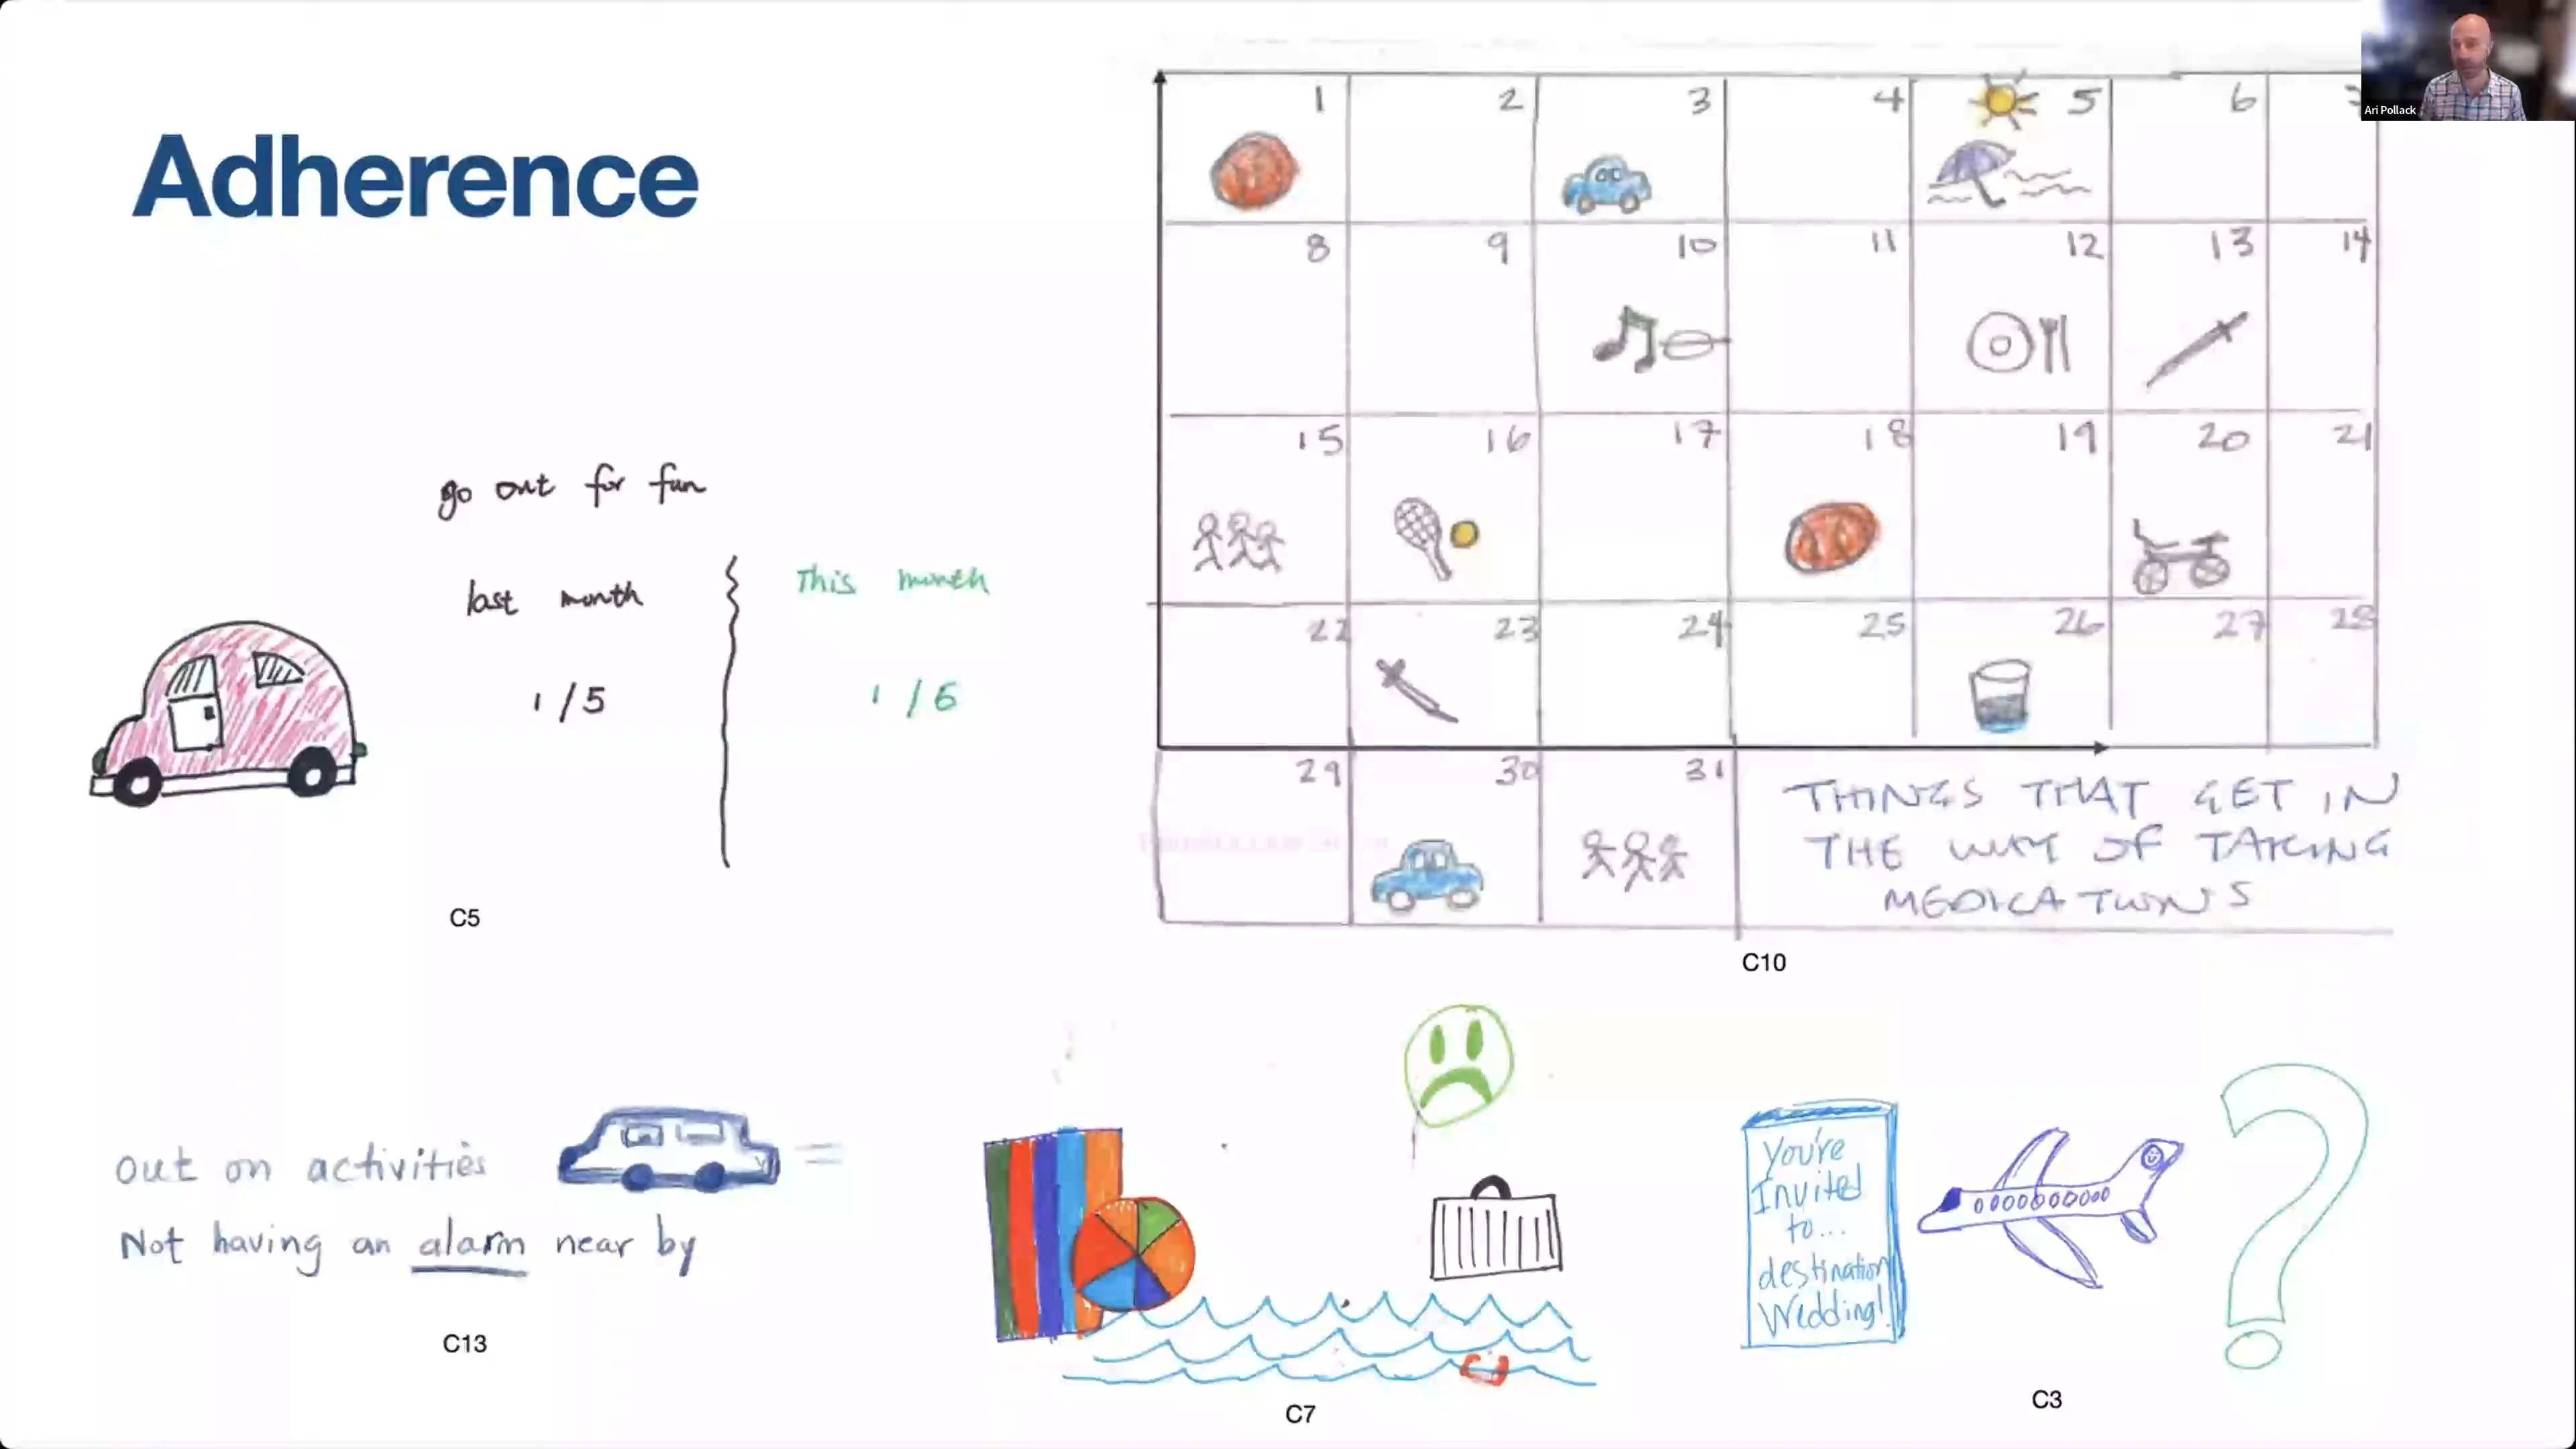 Adherence
Ari Pollack
go out for fun
last month
This month
1/5
1/6
C5
1 2 3 4 5 6
8 9 10 11 12 13 14
15 16 17 18 19 20 21
22 23 24 25 26 27 28
29 30 31
THINGS THAT GET IN
THE WAY OF TAKING
MEDICATIONS
C10
out on activities =
Not having an alarm near by
C13
C7
You're
Invited
to...
destination
Wedding!
C3